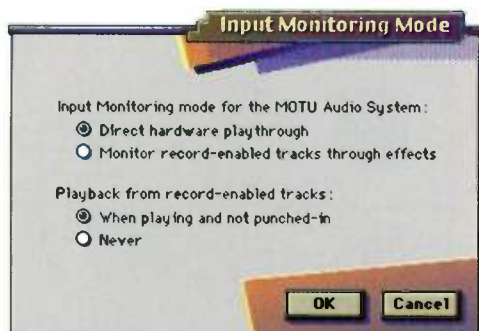 Input Monitoring Mode
Input Monitoring mode for the MOTU Audio System:
Direct hardware playthrough
Monitor record-enabled tracks through effects
Playback from record-enabled tracks:
When playing and not punched-in
Never
OK Cancel